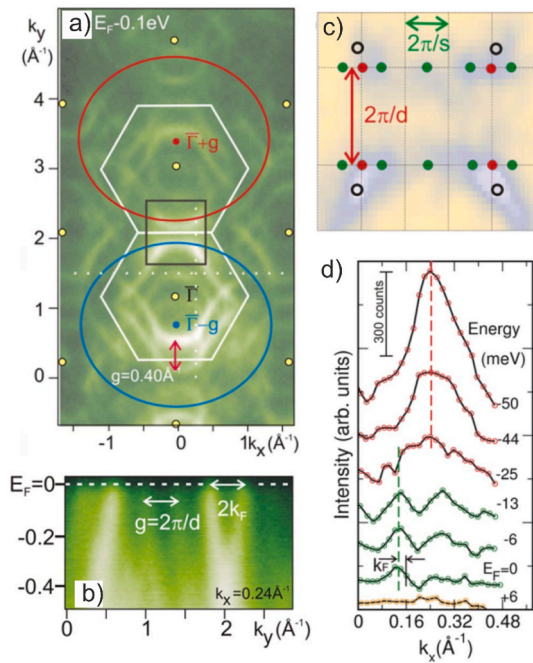 a)
E_F-0.1eV
k_y
(Å⁻¹)
4
3
2
1
0
Γ̄+g
Γ̄
Γ̄-g
g=0.40Å
-1
0
1k_x(Å⁻¹)
b)
E_F=0
-0.2
-0.4
g=2π/d
2k_F
k_x=0.24Å⁻¹
0
1
2
k_y(Å⁻¹)
c)
2π/s
2π/d
d)
300 counts
Energy
(meV)
-50
-44
-25
-13
-6
E_F=0
+6
k_F
Intensity (arb. units)
0
0.16
0.32
0.48
k_x(Å⁻¹)